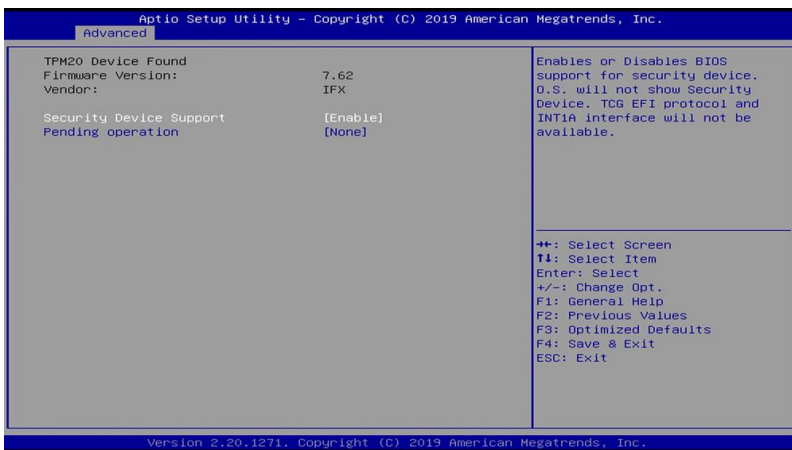 Aptio Setup Utility – Copyright (C) 2019 American Megatrends, Inc.
Advanced
TPM20 Device Found
Firmware Version: 7.62
Vendor: IFX
Security Device Support [Enable]
Pending operation [None]
Enables or Disables BIOS
support for security device.
O.S. will not show Security
Device. TCG EFI protocol and
INT1A interface will not be
available.
→←: Select Screen
↑↓: Select Item
Enter: Select
+/-: Change Opt.
F1: General Help
F2: Previous Values
F3: Optimized Defaults
F4: Save & Exit
ESC: Exit
Version 2.20.1271. Copyright (C) 2019 American Megatrends, Inc.